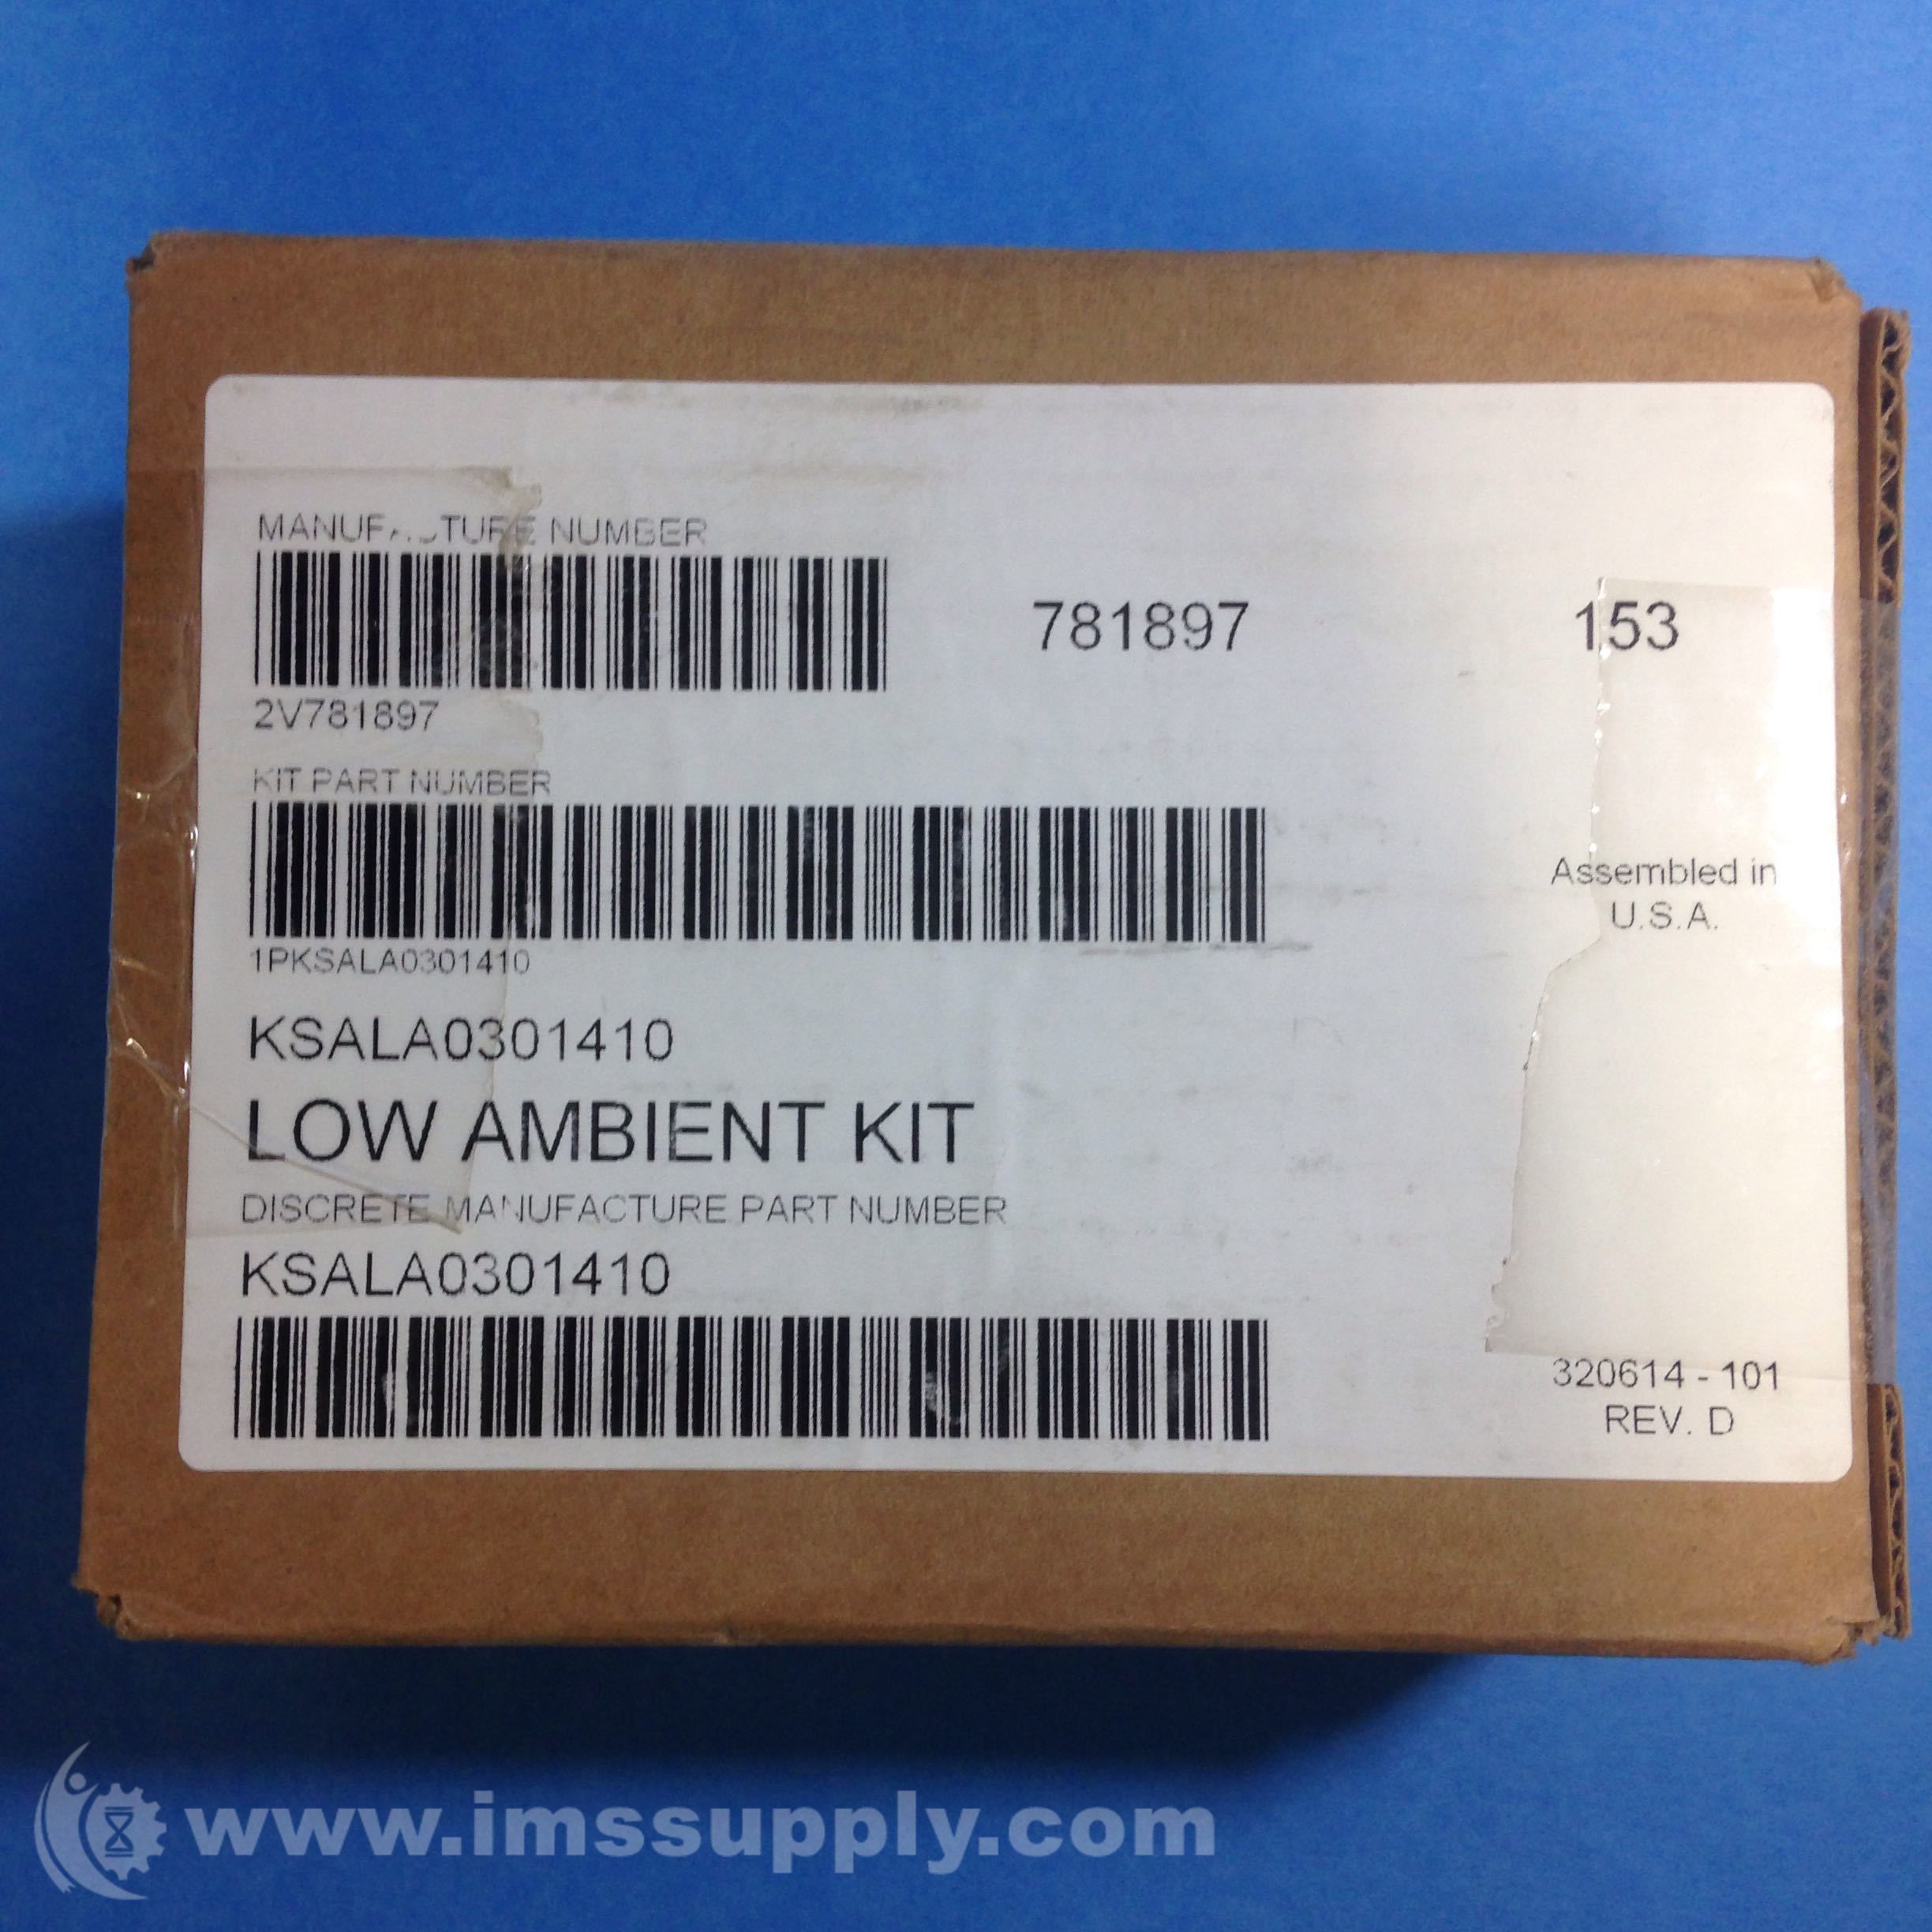 MANUFACTURE NUMBER
781897 153
2V781897
KIT PART NUMBER
Assembled in
U.S.A.
1PKSALA0301410
KSALA0301410
LOW AMBIENT KIT
DISCRETE MANUFACTURE PART NUMBER
KSALA0301410
320614 - 101
REV. D
www.imssupply.com